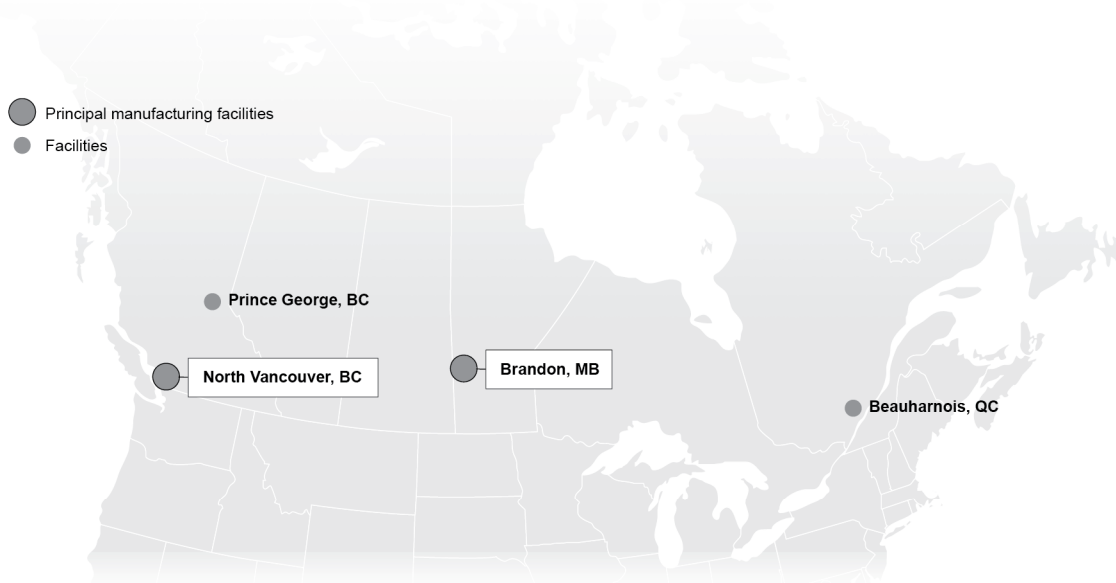 Principal manufacturing facilities
Facilities
Prince George, BC
North Vancouver, BC
Brandon, MB
Beauharnois, QC